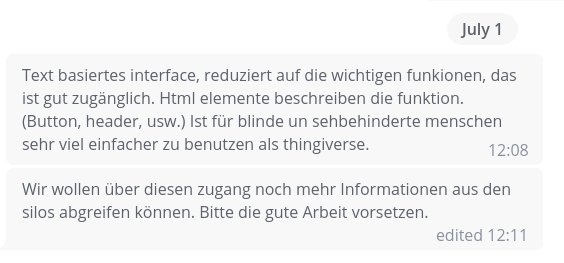 July 1
Text basiertes interface, reduziert auf die wichtigen funkionen, das
ist gut zugänglich. Html elemente beschreiben die funktion.
(Button, header, usw.) Ist für blinde un sehbehinderte menschen
sehr viel einfacher zu benutzen als thingiverse.
12:08
Wir wollen über diesen zugang noch mehr Informationen aus den
silos abgreifen können. Bitte die gute Arbeit vorsetzen.
edited 12:11